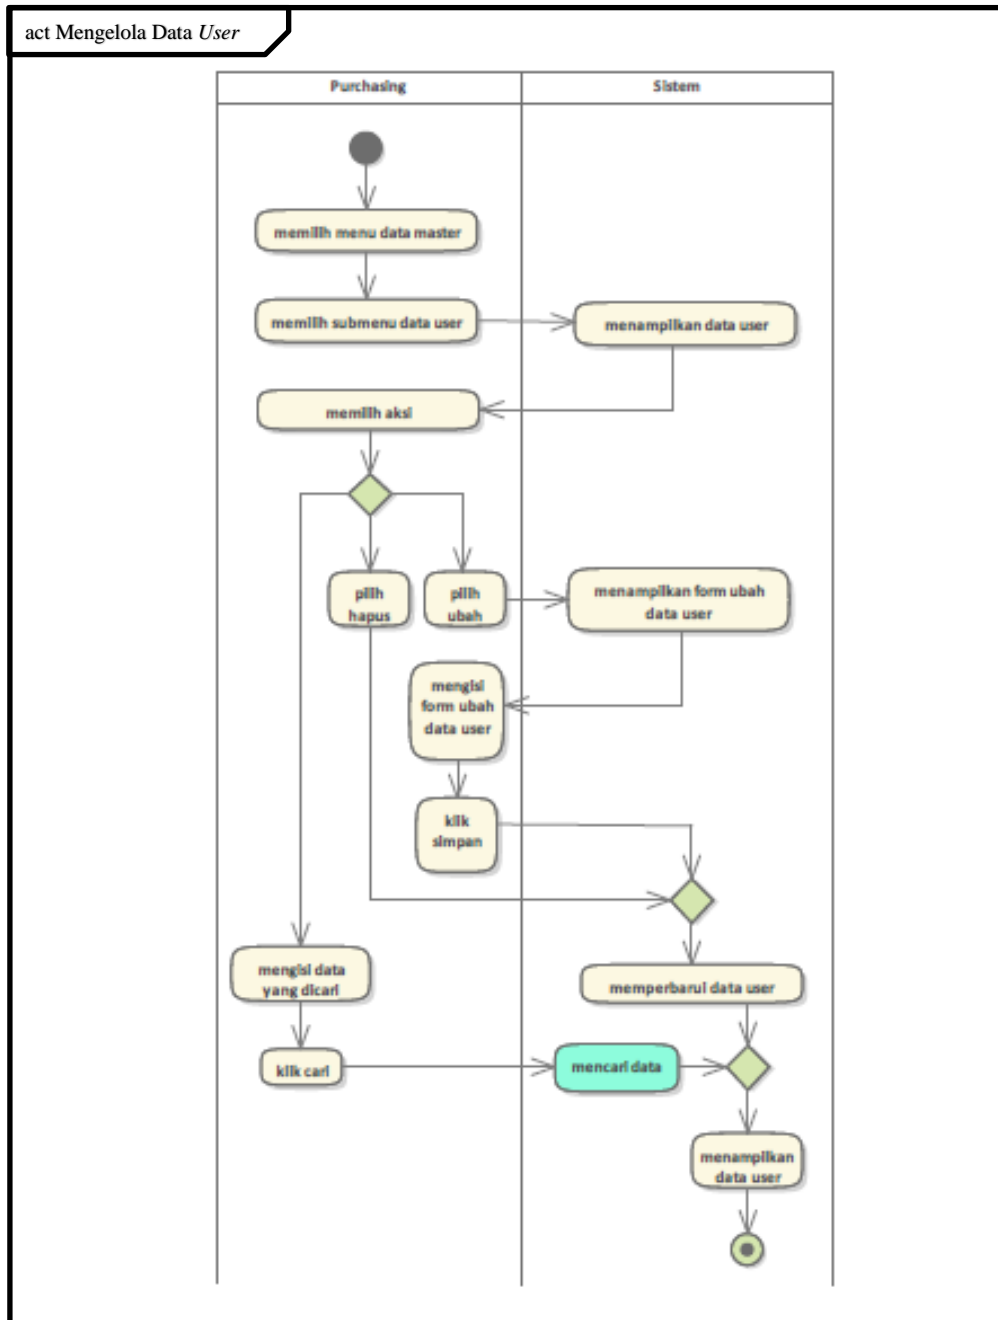 act Mengelola Data User
Purchasing
Sistem
memilih menu data master
memilih submenu data user
menampilkan data user
memilih aksi
pilih
hapus
pilih
ubah
menampilkan form ubah
data user
mengisi
form ubah
data user
klik
simpan
mengisi data
yang dicari
memperbarui data user
klik cari
mencari data
menampilkan
data user